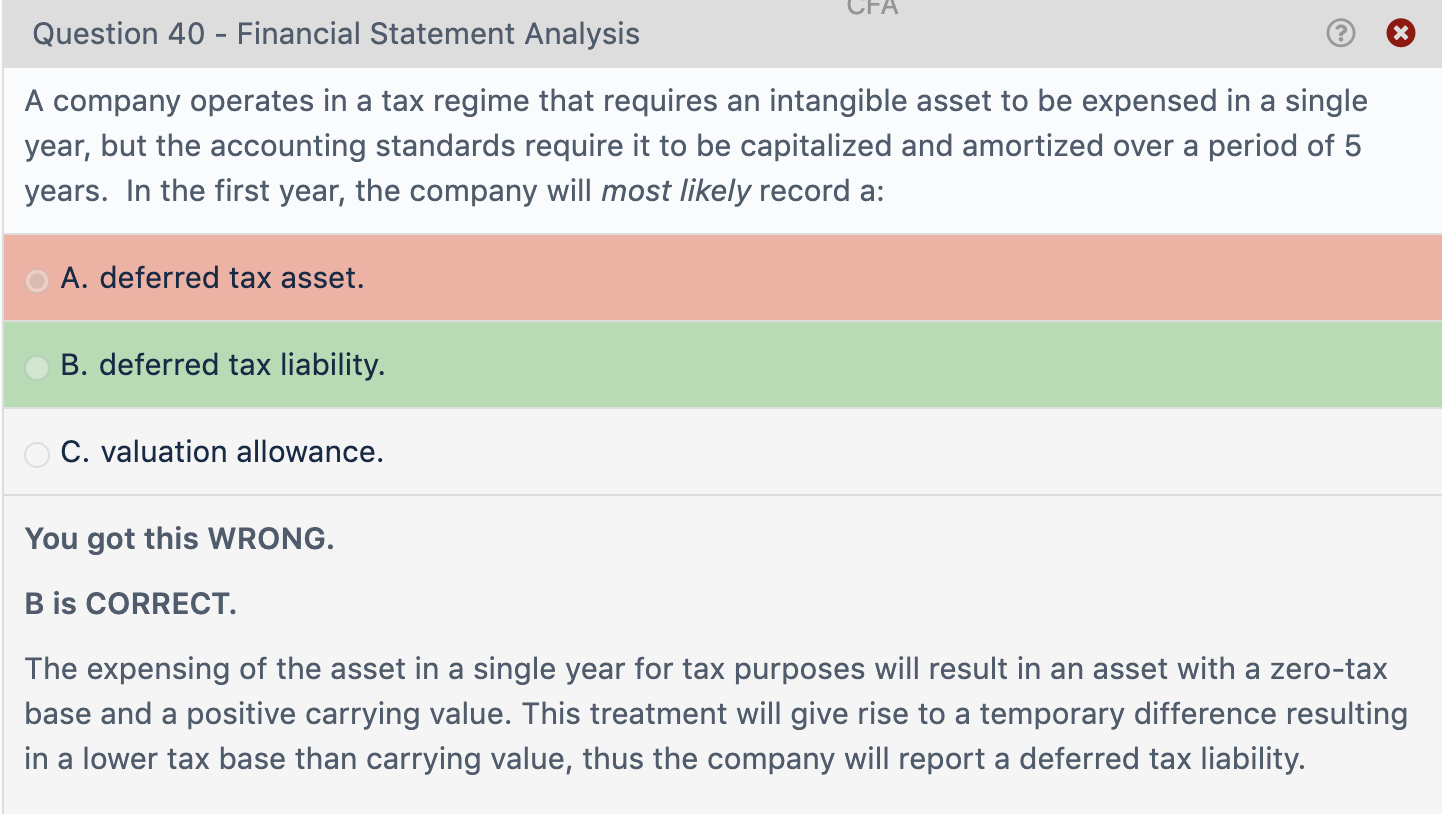 CFA
Question 40 - Financial Statement Analysis
A company operates in a tax regime that requires an intangible asset to be expensed in a single
year, but the accounting standards require it to be capitalized and amortized over a period of 5
years.  In the first year, the company will most likely record a:
A. deferred tax asset.
B. deferred tax liability.
C. valuation allowance.
You got this WRONG.
B is CORRECT.
The expensing of the asset in a single year for tax purposes will result in an asset with a zero-tax
base and a positive carrying value. This treatment will give rise to a temporary difference resulting
in a lower tax base than carrying value, thus the company will report a deferred tax liability.